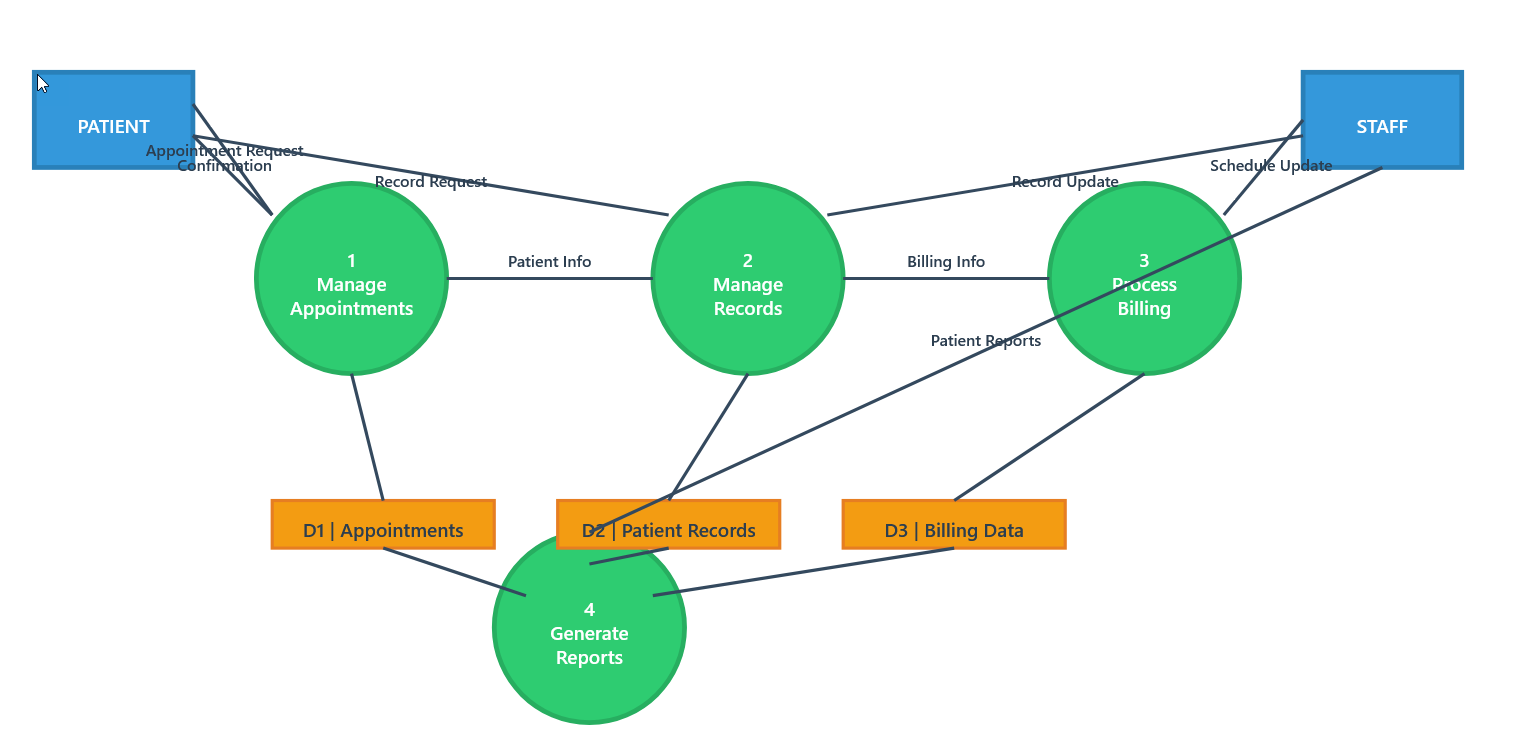 PATIENT
STAFF
Appointment Request
Confirmation
Schedule Update
Record Request
Record Update
1
Manage
Appointments
Patient Info
2
Manage
Records
Billing Info
3
Process
Billing
Patient Reports
D1 | Appointments
D2 | Patient Records
D3 | Billing Data
4
Generate
Reports